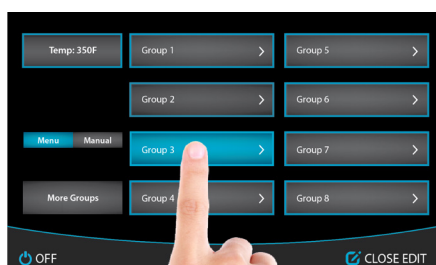 Temp: 350F
Group 1
Group 5
Group 2
Group 6
Menu
Manual
Group 3
Group 7
More Groups
Group 4
Group 8
OFF
CLOSE EDIT